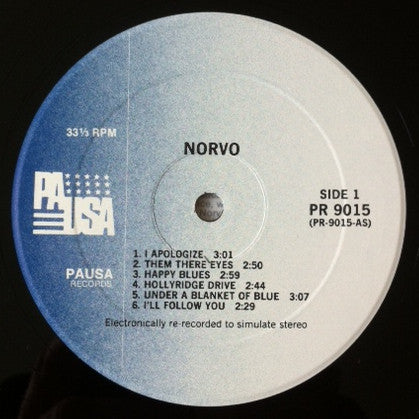 33⅓ RPM
NORVO
PAUSA
SIDE 1
PR 9015
(PR-9015-AS)
PAUSA
RECORDS
1. I APOLOGIZE 3:01
2. THEM THERE EYES 2:50
3. HAPPY BLUES 2:59
4. HOLLYRIDGE DRIVE 2:44
5. UNDER A BLANKET OF BLUE 3:07
6. I'LL FOLLOW YOU 2:29
Electronically re-recorded to simulate stereo